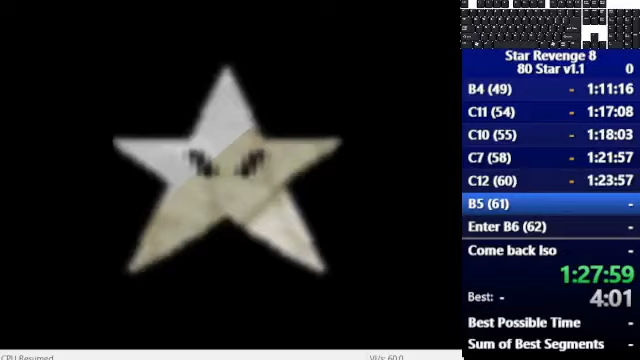 Star Revenge 8
80 Star v1.1 0
B4 (49) - 1:11:16
C11 (54) - 1:17:08
C10 (55) - 1:18:03
C7 (58) - 1:21:57
C12 (60) - 1:23:57
B5 (61) -
Enter B6 (62) -
Come back Iso -
1:27:59
Best: - 4:01
Best Possible Time -
Sum of Best Segments -
CPU Resumed VI/s: 60.0